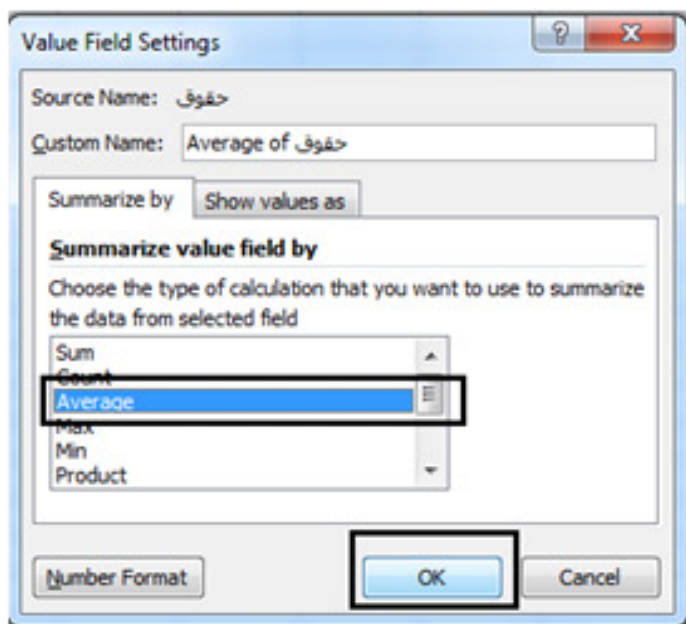 Value Field Settings
Source Name: حقوق
Custom Name: Average of حقوق
Summarize by Show values as
Summarize value field by
Choose the type of calculation that you want to use to summarize
the data from selected field
Sum
Count
Average
Max
Min
Product
Number Format OK Cancel